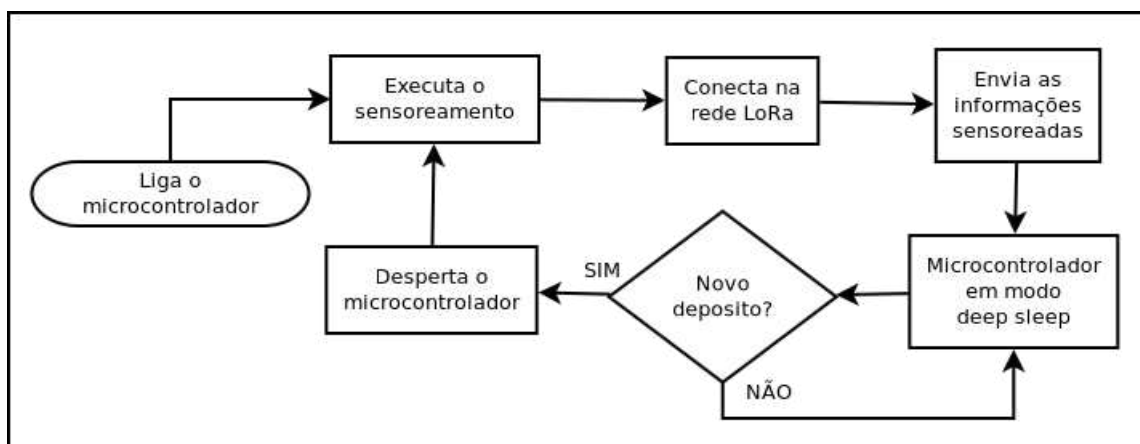 Executa o
sensoreamento
Conecta na
rede LoRa
Envia as
informações
sensoreadas
Liga o
microcontrolador
Desperta o
microcontrolador
SIM
Novo
deposito?
Microcontrolador
em modo
deep sleep
NÃO